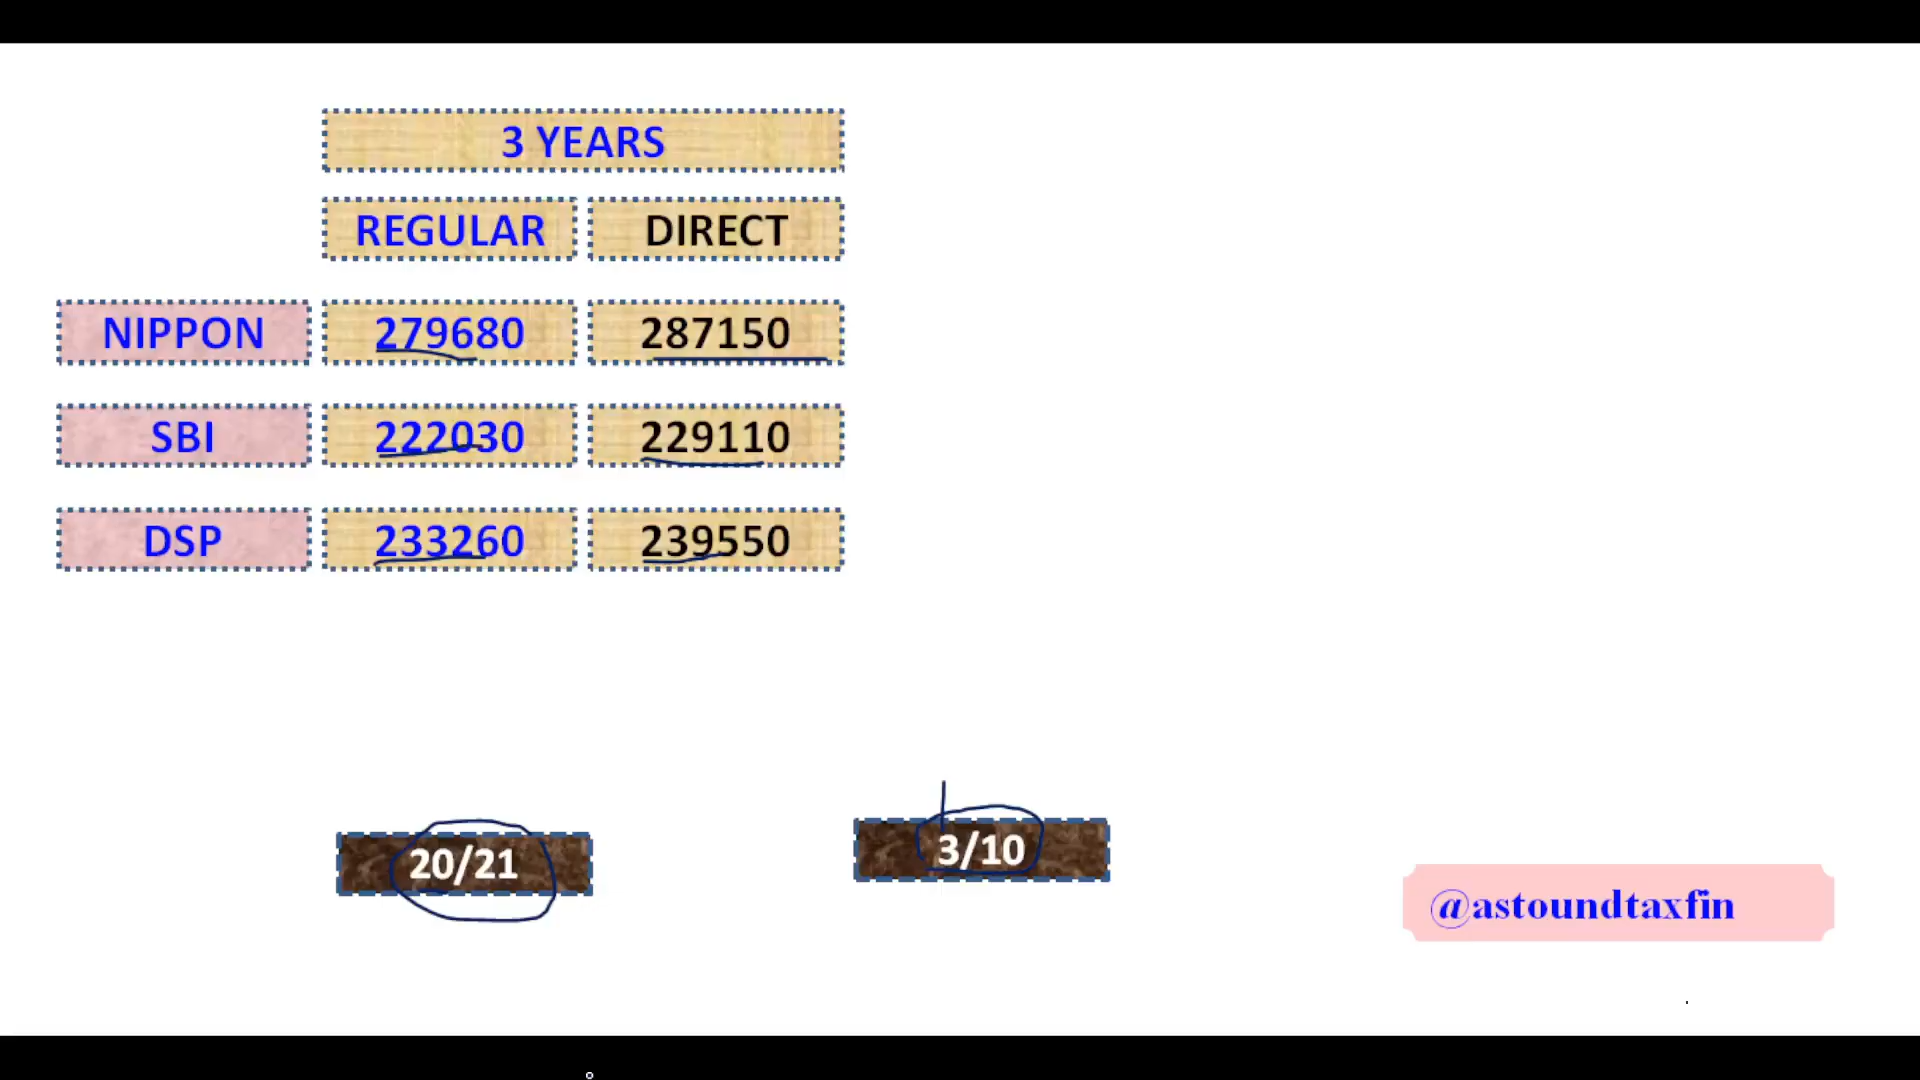 3 YEARS
REGULAR DIRECT
NIPPON 279680 287150
SBI 222030 229110
DSP 233260 239550
20/21 3/10
@astoundtaxfin